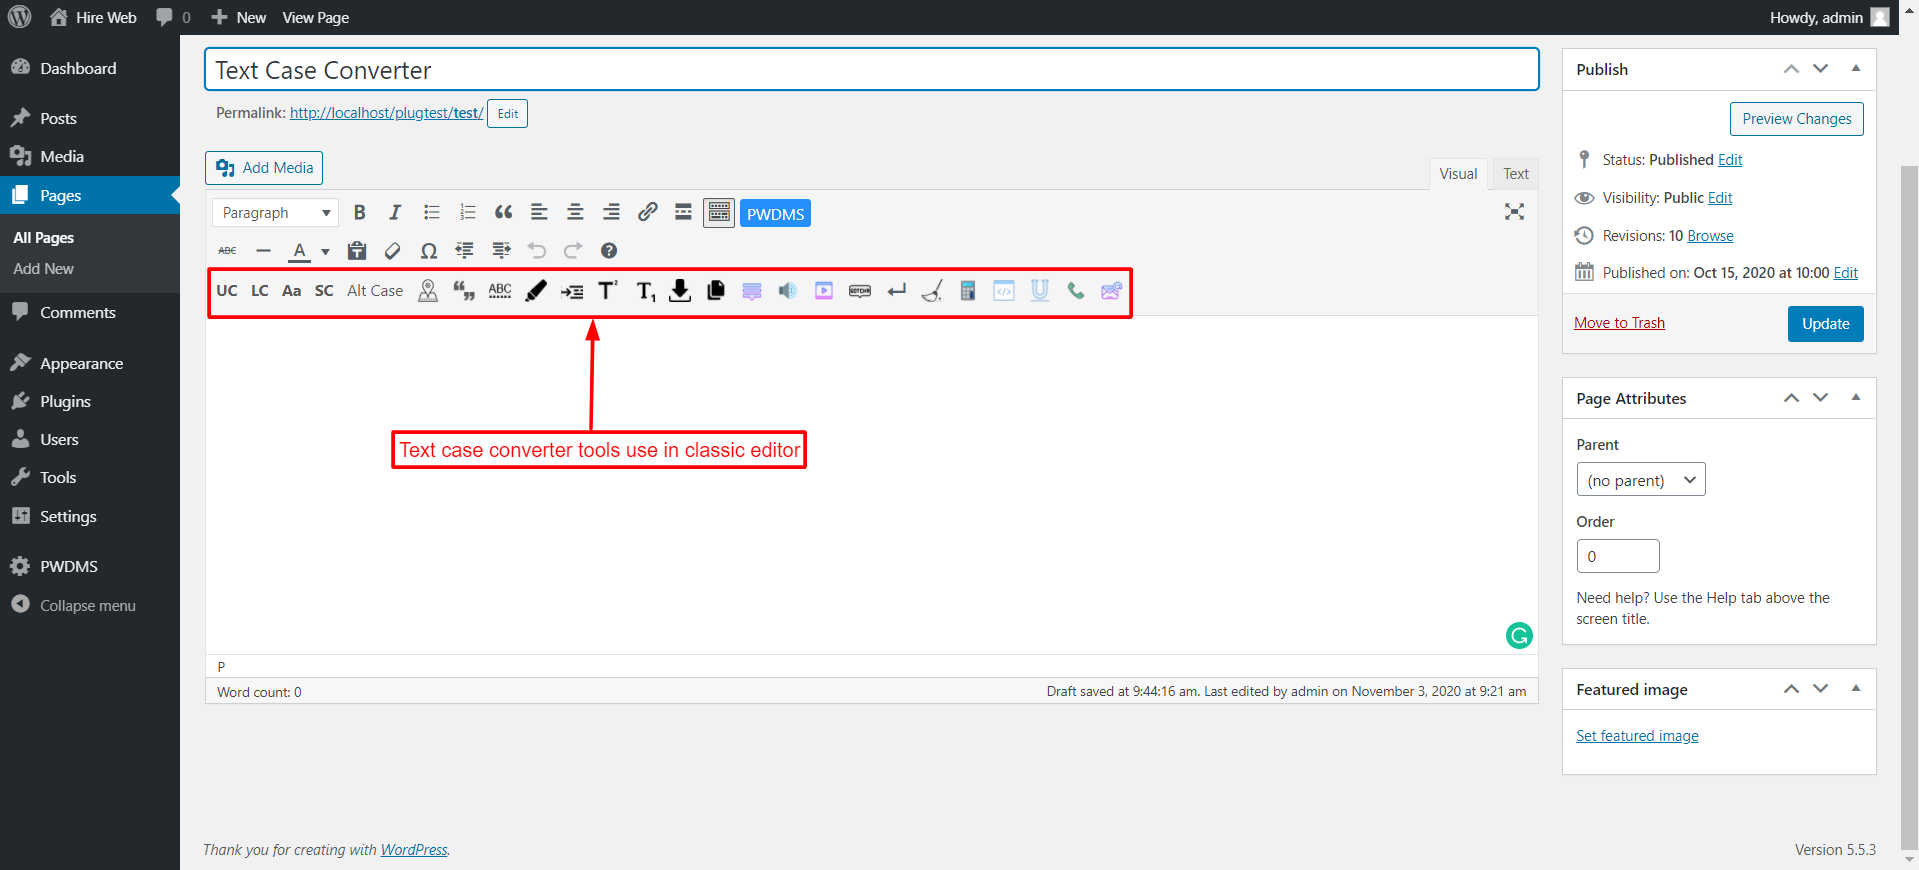 Hire Web 0 New View Page Howdy, admin
Dashboard
Posts
Media
Pages
All Pages
Add New
Comments
Appearance
Plugins
Users
Tools
Settings
PWDMS
Collapse menu
Text Case Converter
Permalink: http://localhost/plugtest/test/ Edit
Add Media
Visual Text
Paragraph B I PWDMS
ABC A Ω
UC LC Aa SC Alt Case ABC T² T₁ GOTCHA U
Text case converter tools use in classic editor
P
Word count: 0 Draft saved at 9:44:16 am. Last edited by admin on November 3, 2020 at 9:21 am
Publish
Preview Changes
Status: Published Edit
Visibility: Public Edit
Revisions: 10 Browse
Published on: Oct 15, 2020 at 10:00 Edit
Move to Trash Update
Page Attributes
Parent
(no parent)
Order
0
Need help? Use the Help tab above the
screen title.
Featured image
Set featured image
Thank you for creating with WordPress. Version 5.5.3